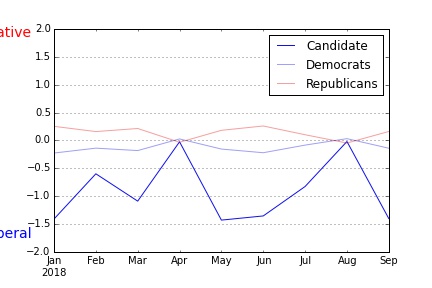 ative
2.0
1.5
1.0
0.5
0.0
−0.5
−1.0
−1.5
−2.0
beral
Candidate
Democrats
Republicans
Jan Feb Mar Apr May Jun Jul Aug Sep
2018